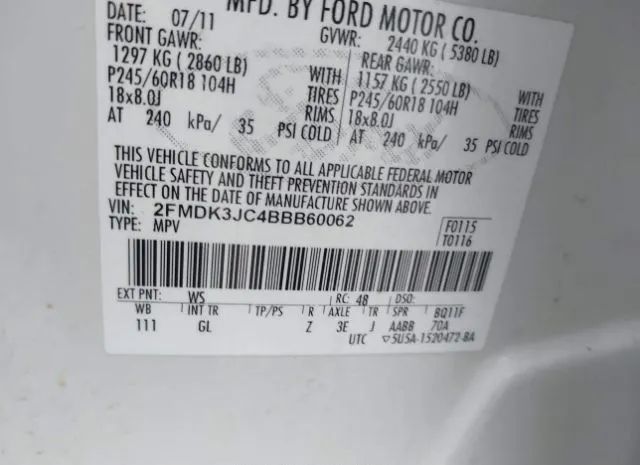 MFD. BY FORD MOTOR CO.
DATE: 07/11
GVWR: 2440 KG (5380 LB)
FRONT GAWR:
1297 KG (2860 LB) WITH
P245/60R18 104H TIRES
18x8.0J RIMS
AT 240 kPa/ 35 PSI COLD
REAR GAWR:
1157 KG (2550 LB) WITH
P245/60R18 104H TIRES
18x8.0J RIMS
AT 240 kPa/ 35 PSI COLD
THIS VEHICLE CONFORMS TO ALL APPLICABLE FEDERAL MOTOR
VEHICLE SAFETY AND THEFT PREVENTION STANDARDS IN
EFFECT ON THE DATE OF MANUFACTURE SHOWN ABOVE.
VIN: 2FMDK3JC4BBB60062
TYPE: MPV
F0115
T0116
EXT PNT: WS RC: 48 DSO:
WB INT TR TP/PS R AXLE TR SPR BQ11F
111 GL Z 3E J AABB 70A
UTC 5U5A-1520472-BA